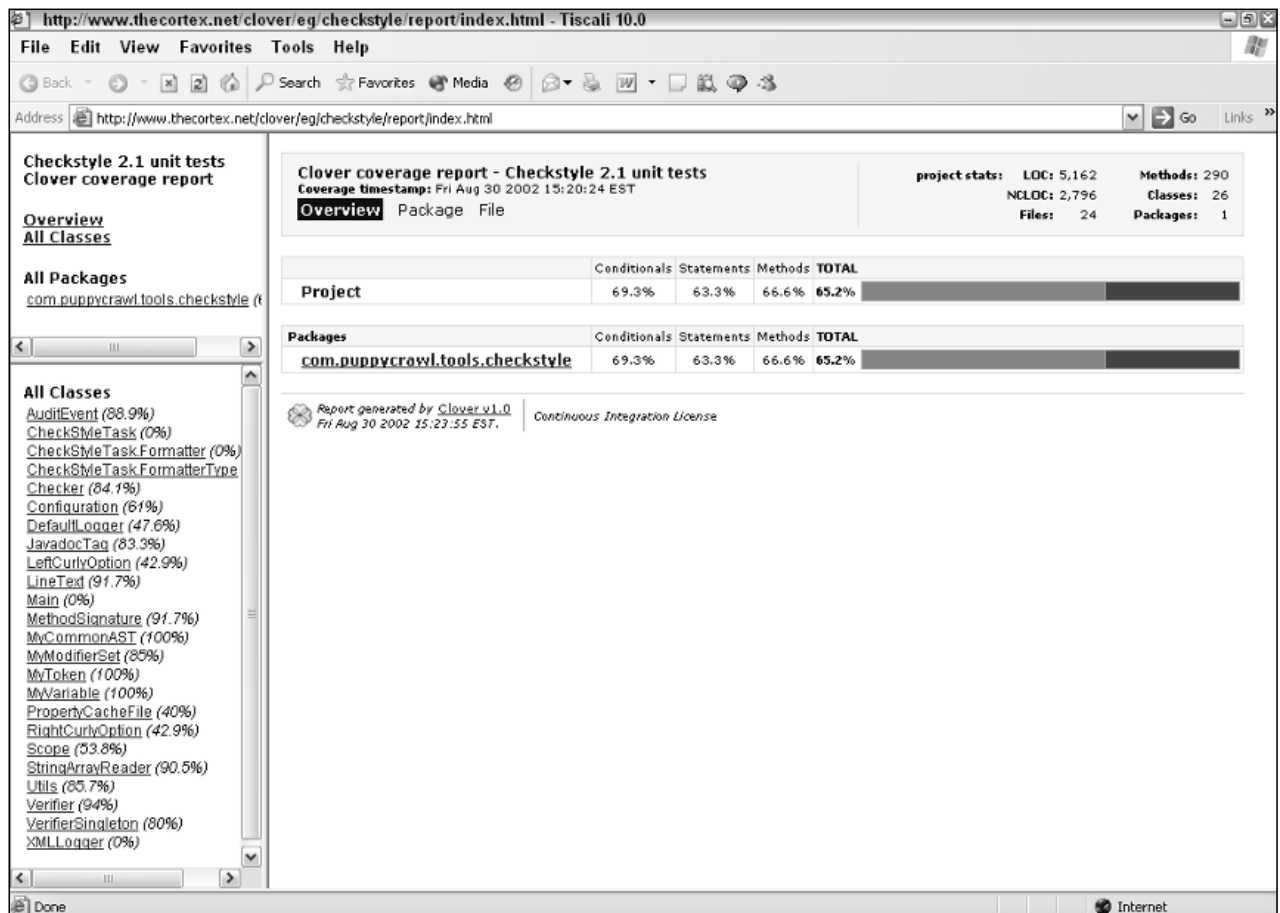 http://www.thecortex.net/clover/eg/checkstyle/report/index.html - Tiscali 10.0
File Edit View Favorites Tools Help
Back Search Favorites Media
Address http://www.thecortex.net/clover/eg/checkstyle/report/index.html Go Links »
Checkstyle 2.1 unit tests
Clover coverage report
Overview
All Classes
All Packages
com.puppycrawl.tools.checkstyle
All Classes
AuditEvent (88.9%)
CheckStyleTask (0%)
CheckStyleTask.Formatter (0%)
CheckStyleTask.FormatterType
Checker (84.1%)
Configuration (61%)
DefaultLogger (47.6%)
JavadocTag (83.3%)
LeftCurlyOption (42.9%)
LineText (91.7%)
Main (0%)
MethodSignature (91.7%)
MyCommonAST (100%)
MyModifierSet (85%)
MyToken (100%)
MyVariable (100%)
PropertyCacheFile (40%)
RightCurlyOption (42.9%)
Scope (53.8%)
StringArrayReader (90.5%)
Utils (85.7%)
Verifier (94%)
VerifierSingleton (80%)
XMLLogger (0%)
Clover coverage report - Checkstyle 2.1 unit tests
Coverage timestamp: Fri Aug 30 2002 15:20:24 EST
Overview Package File
project stats: LOC: 5,162 Methods: 290
NCLOC: 2,796 Classes: 26
Files: 24 Packages: 1
Conditionals Statements Methods TOTAL
Project 69.3% 63.3% 66.6% 65.2%
Packages Conditionals Statements Methods TOTAL
com.puppycrawl.tools.checkstyle 69.3% 63.3% 66.6% 65.2%
Report generated by Clover v1.0
Fri Aug 30 2002 15:23:55 EST.
Continuous Integration License
Done Internet